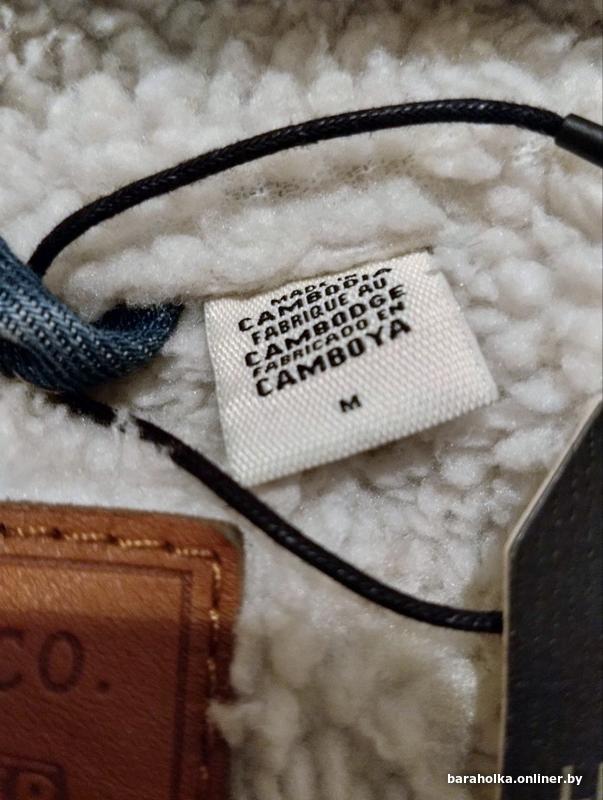 MADE IN
CAMBODIA
FABRIQUE AU
CAMBODGE
FABRICADO EN
CAMBOYA
M
CO.
baraholka.onliner.by